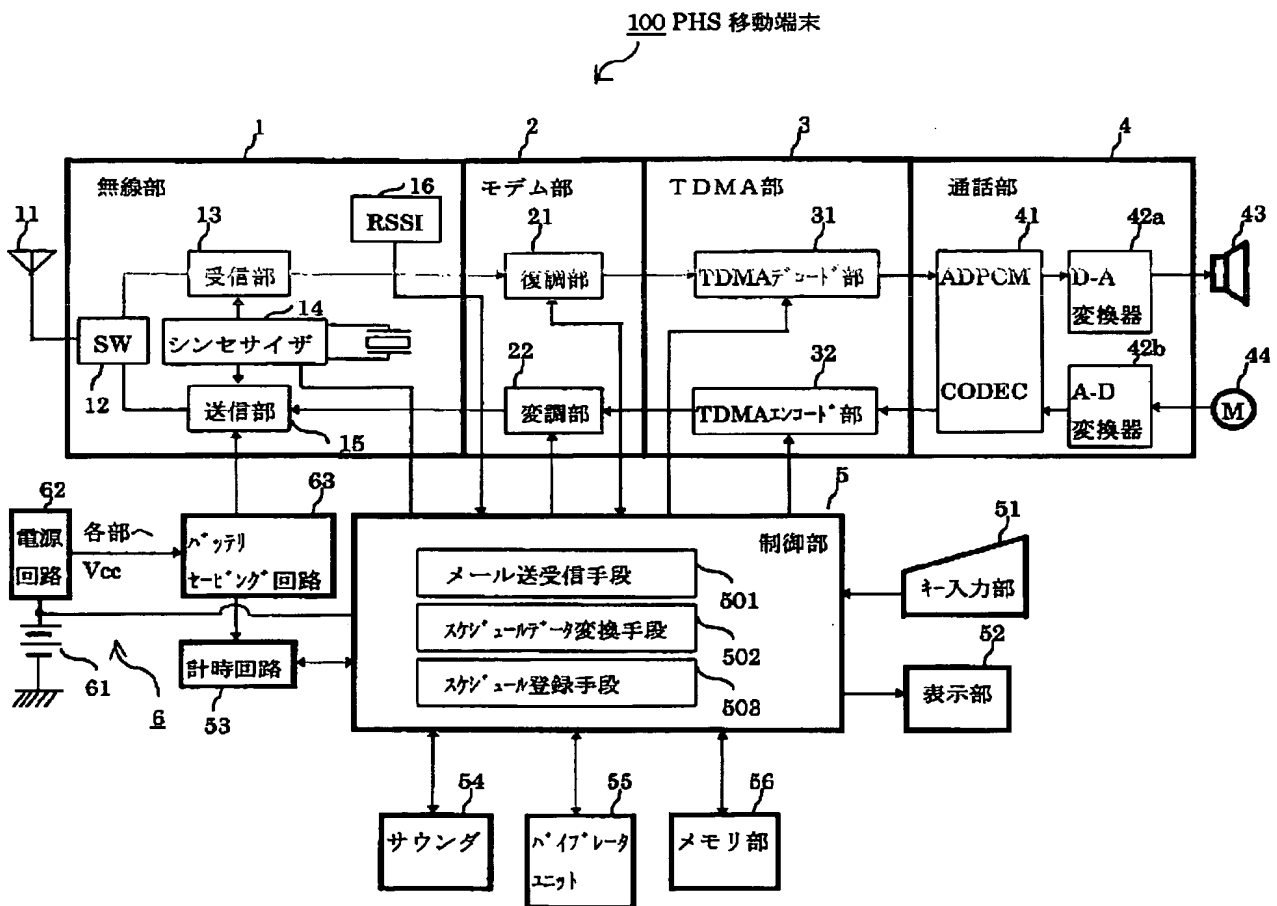 100 PHS 移動端末
1
2
3
4
無線部
モデム部
TDMA部
通話部
11
13
16
RSSI
21
31
41
42a
43
受信部
復調部
TDMAデコード部
ADPCM
D-A
変換器
14
シンセサイザ
SW
12
22
32
42b
44
送信部
15
変調部
TDMAエンコード部
CODEC
A-D
変換器
M
62
63
5
51
電源
回路
各部へ
Vcc
バッテリ
セービング回路
制御部
メール送受信手段
501
キー入力部
スケジュールデータ変換手段
502
52
61
6
計時回路
53
スケジュール登録手段
503
表示部
54
55
56
サウンダ
バイブレータ
ユニット
メモリ部